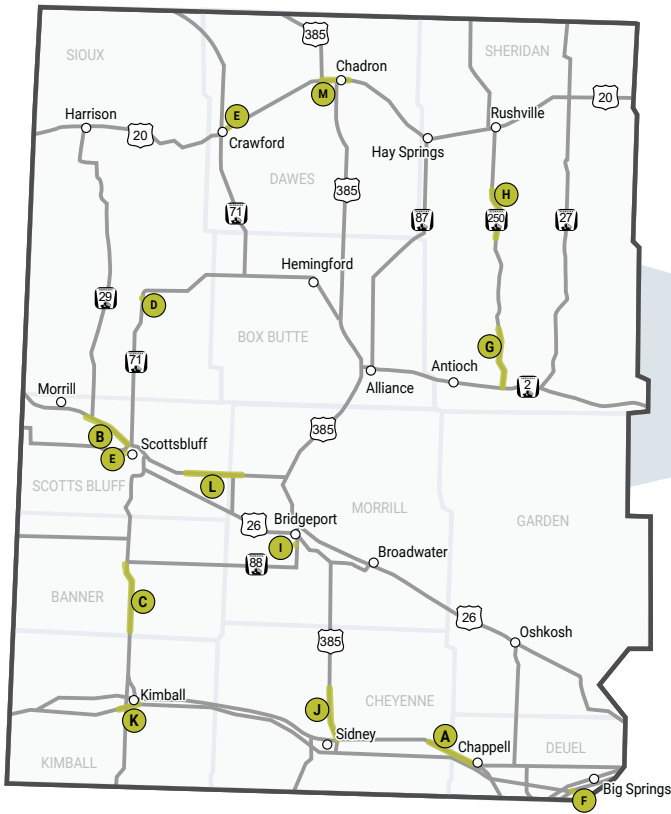 385
SIOUX
SHERIDAN
Chadron
M
20
E
Harrison
Rushville
20
Crawford
Hay Springs
DAWES
385
H
71
87
250
27
Hemingford
29
D
BOX BUTTE
G
71
Antioch
Alliance
2
Morrill
385
B
Scottsbluff
E
SCOTTS BLUFF
L
MORRILL
GARDEN
26
Bridgeport
I
Broadwater
88
BANNER
C
26
Oshkosh
385
Kimball
J
CHEYENNE
K
Sidney
A
Chappell
DEUEL
KIMBALL
Big Springs
F